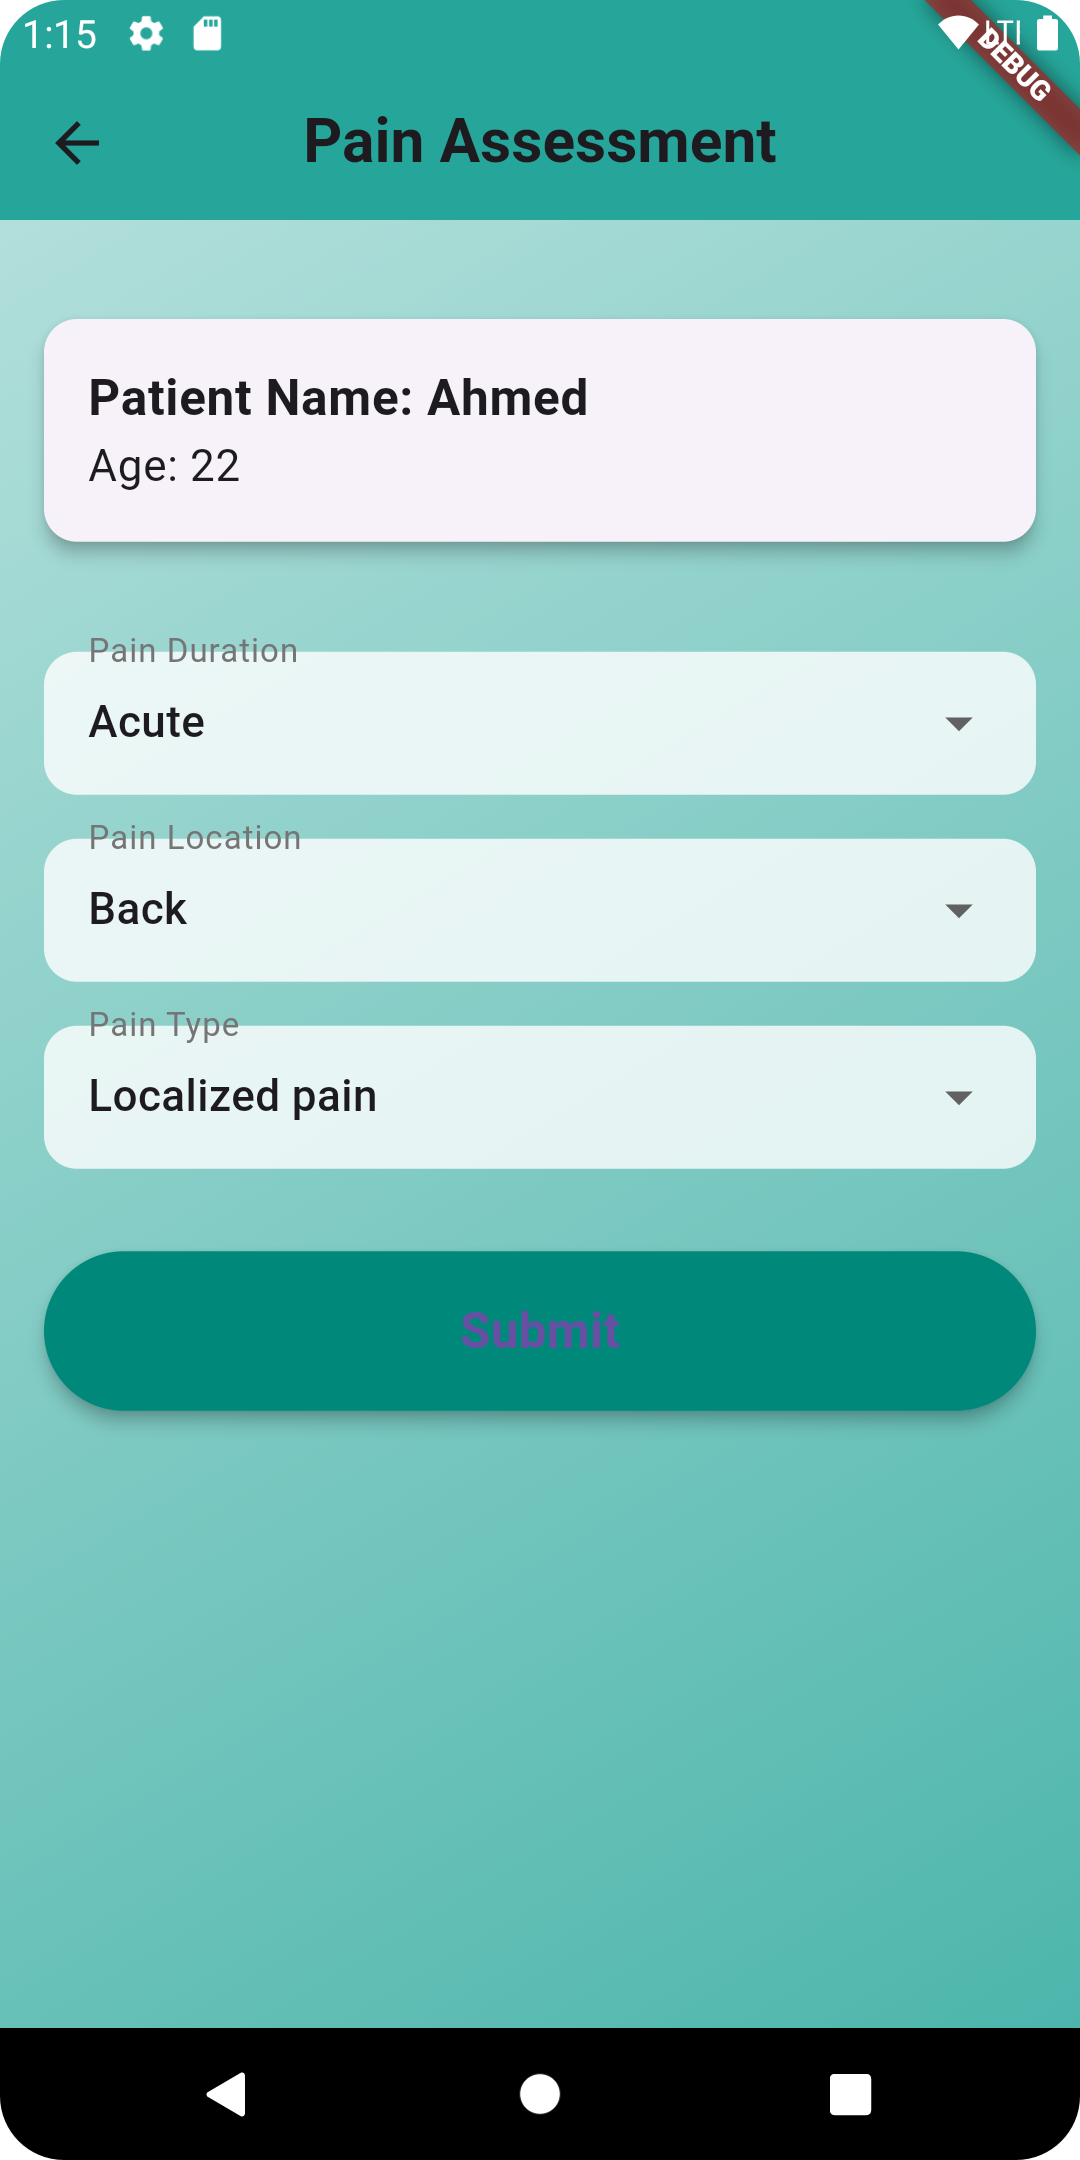 1:15
DEBUG
Pain Assessment
Patient Name: Ahmed
Age: 22
Pain Duration
Acute
Pain Location
Back
Pain Type
Localized pain
Submit